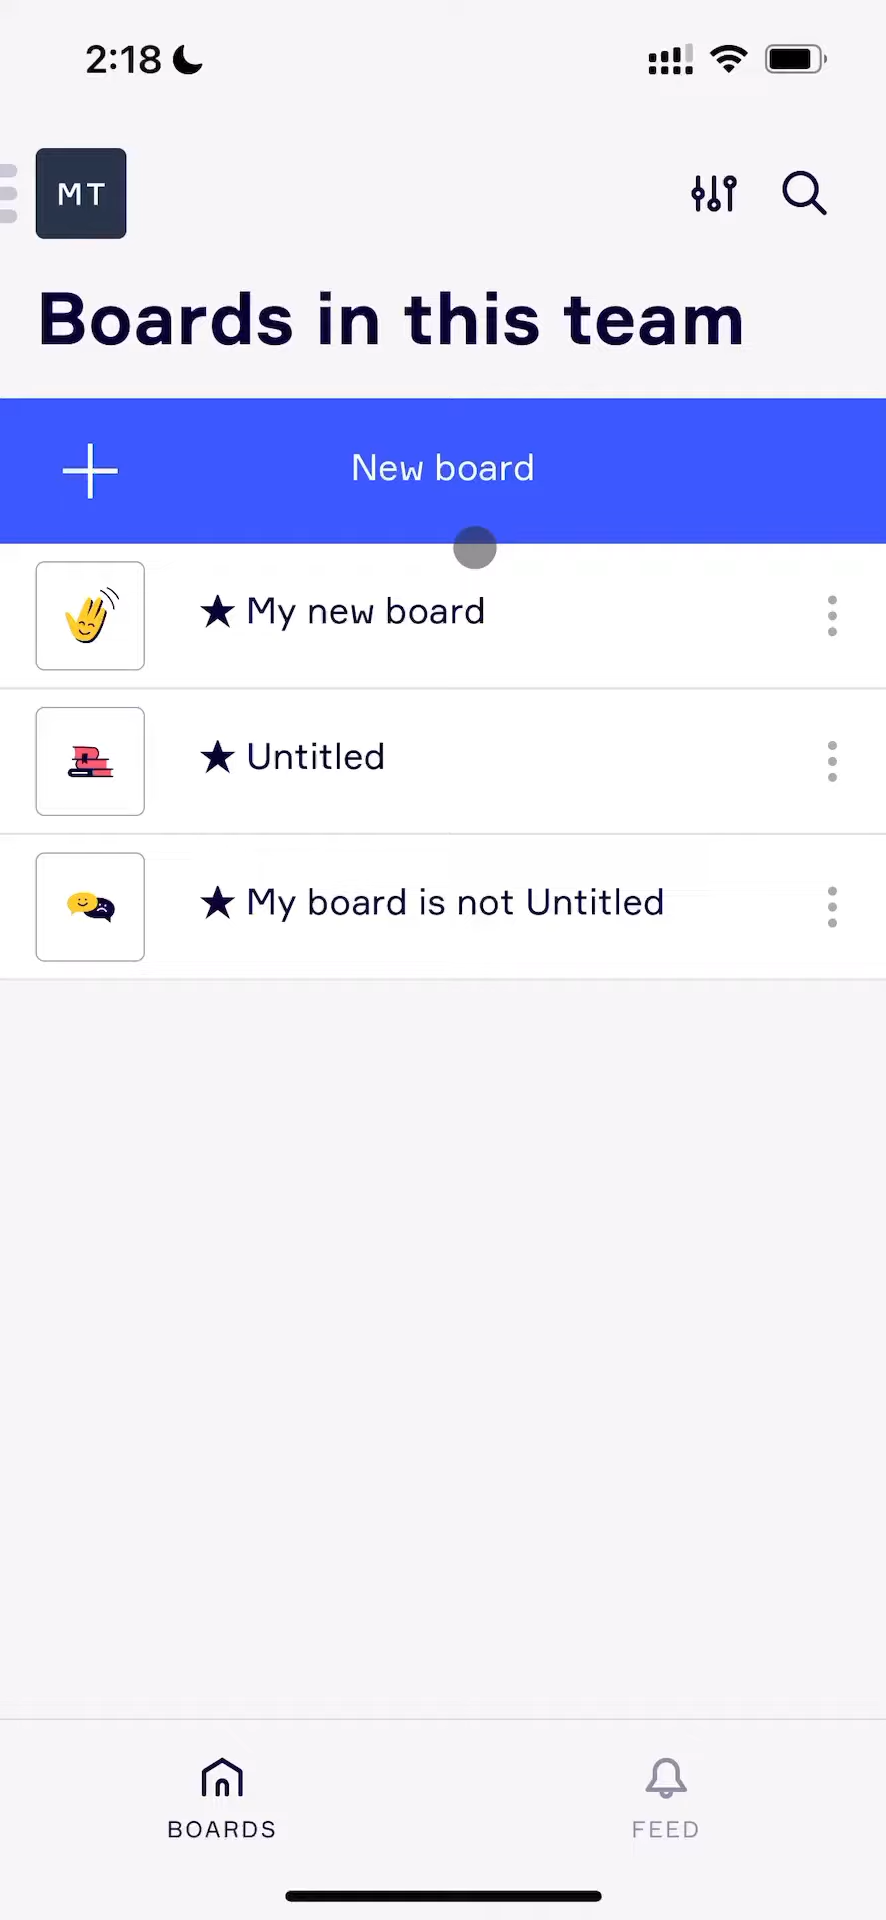 2:18
MT
Boards in this team
New board
★ My new board
★ Untitled
★ My board is not Untitled
BOARDS
FEED